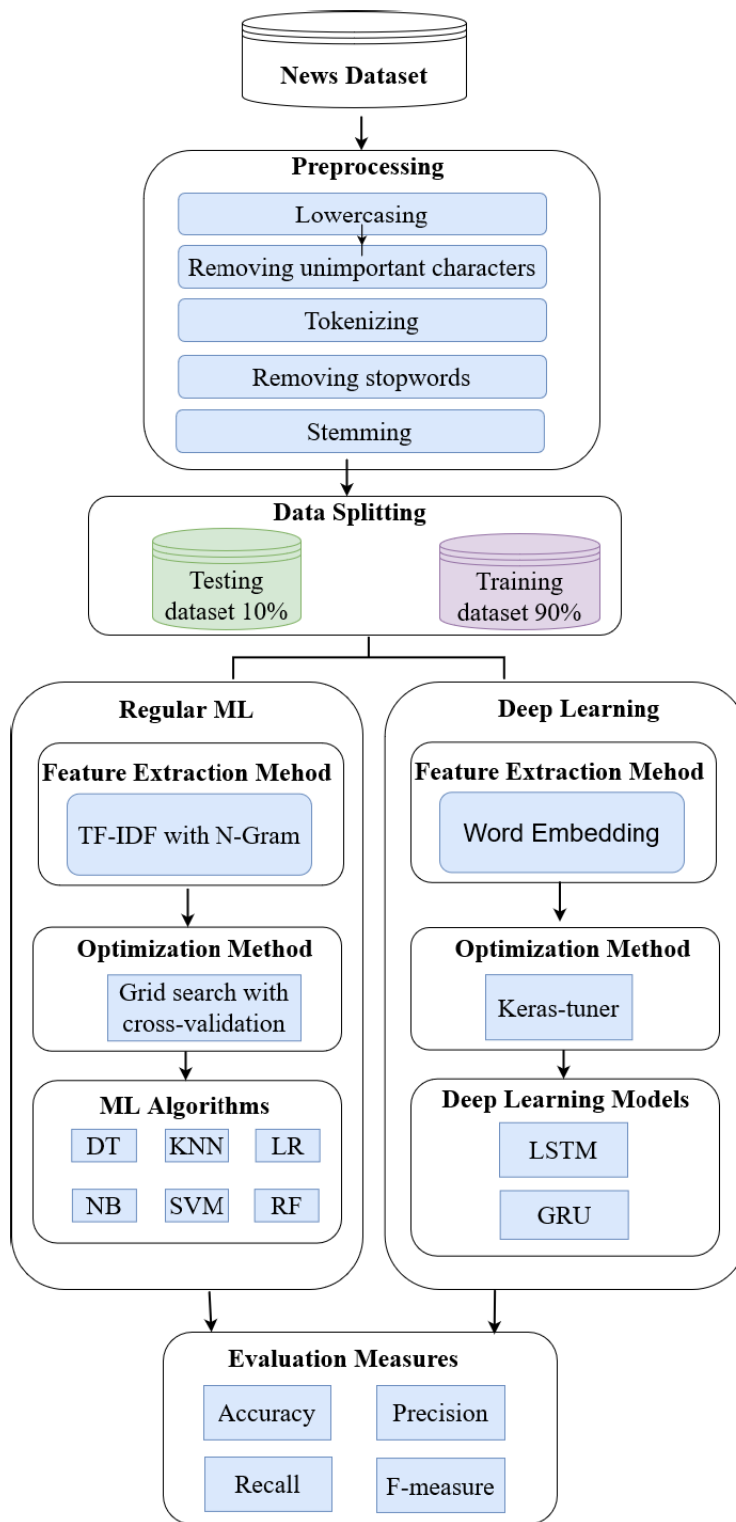 News Dataset
Preprocessing
Lowercasing
Removing unimportant characters
Tokenizing
Removing stopwords
Stemming
Data Splitting
Testing
dataset 10%
Training
dataset 90%
Regular ML
Feature Extraction Mehod
TF-IDF with N-Gram
Optimization Method
Grid search with
cross-validation
ML Algorithms
DT KNN LR
NB SVM RF
Deep Learning
Feature Extraction Mehod
Word Embedding
Optimization Method
Keras-tuner
Deep Learning Models
LSTM
GRU
Evaluation Measures
Accuracy Precision
Recall F-measure